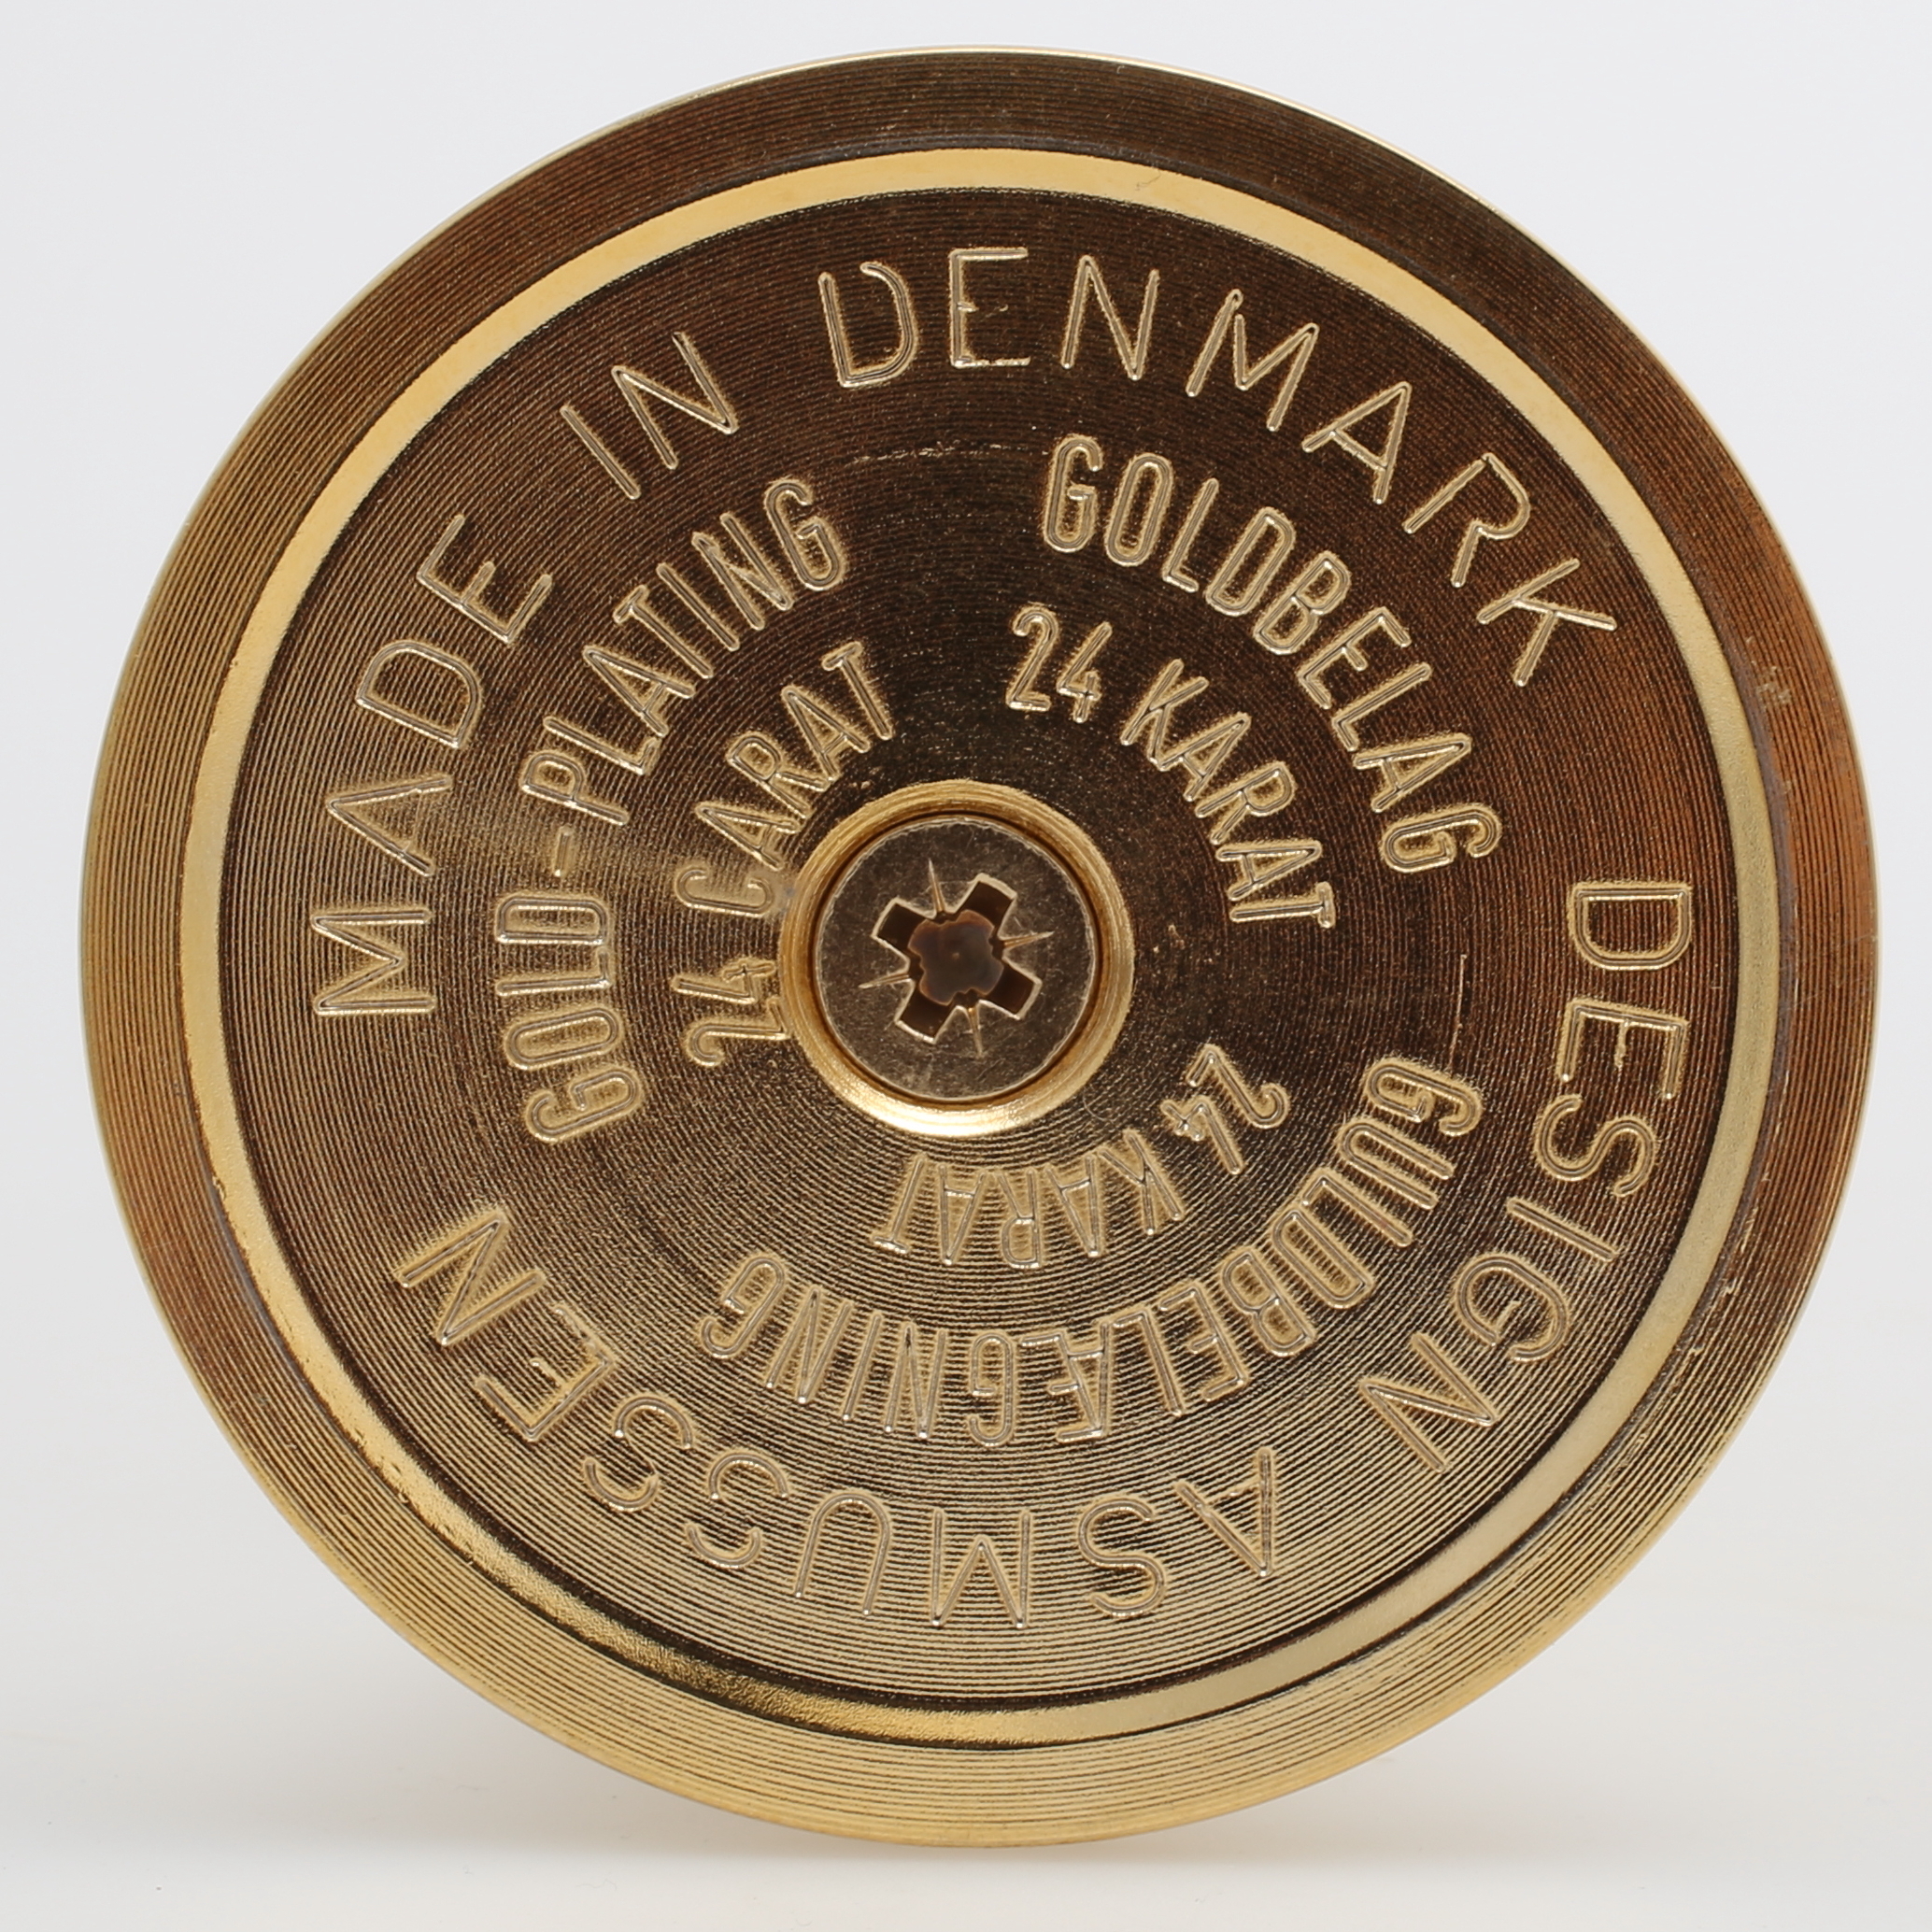 MADE IN DENMARK
DESIGN ASMUSSEN
GOLD-PLATING
24 CARAT
GOLDBELAG
24 KARAT
GULDBELÆGNING
24 KARAT